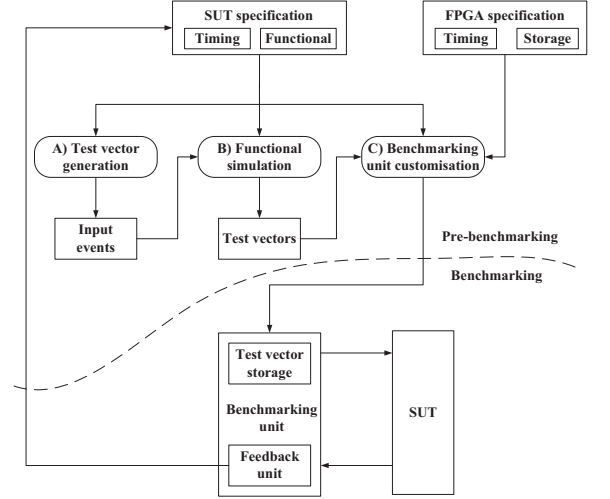 SUT specification
Timing
Functional
FPGA specification
Timing
Storage
A) Test vector
generation
B) Functional
simulation
C) Benchmarking
unit customisation
Input
events
Test vectors
Pre-benchmarking
Benchmarking
Test vector
storage
Benchmarking
unit
Feedback
unit
SUT